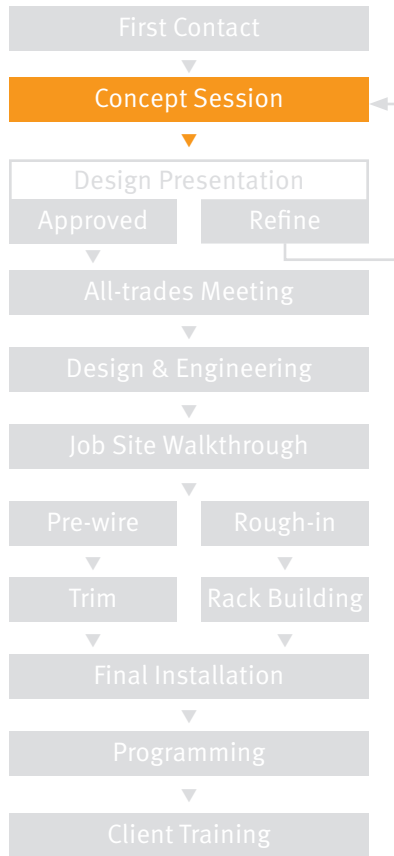 First Contact
Concept Session
Design Presentation
Approved
Refine
All-trades Meeting
Design & Engineering
Job Site Walkthrough
Pre-wire
Rough-in
Trim
Rack Building
Final Installation
Programming
Client Training